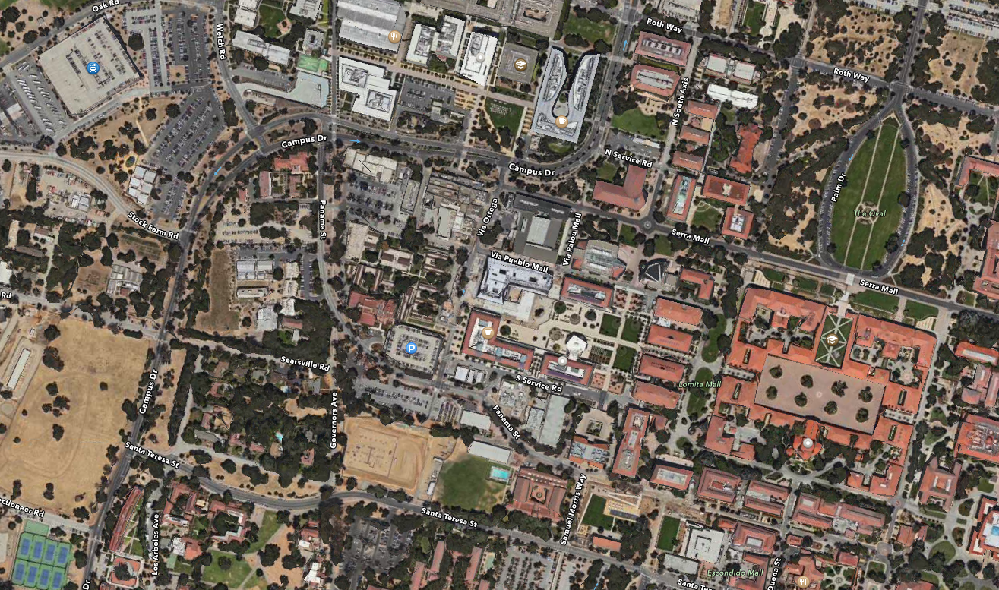 Oak Rd
Welch Rd
Roth Way
Roth Way
N South Axis
Campus Dr
N Service Rd
Campus Dr
Palm Dr
The Oval
Stock Farm Rd
Panama St
Via Ortega
Via Palou Mall
Serra Mall
Via Pueblo Mall
Serra Mall
Rd
P
Searsville Rd
Campus Dr
S Service Rd
Lomita Mall
Governors Ave
Panama St
Santa Teresa St
Samuel Morris Way
ctioneer Rd
Los Arboles Ave
Santa Teresa St
Escondido Mall
Duena St
Santa Te
Dr